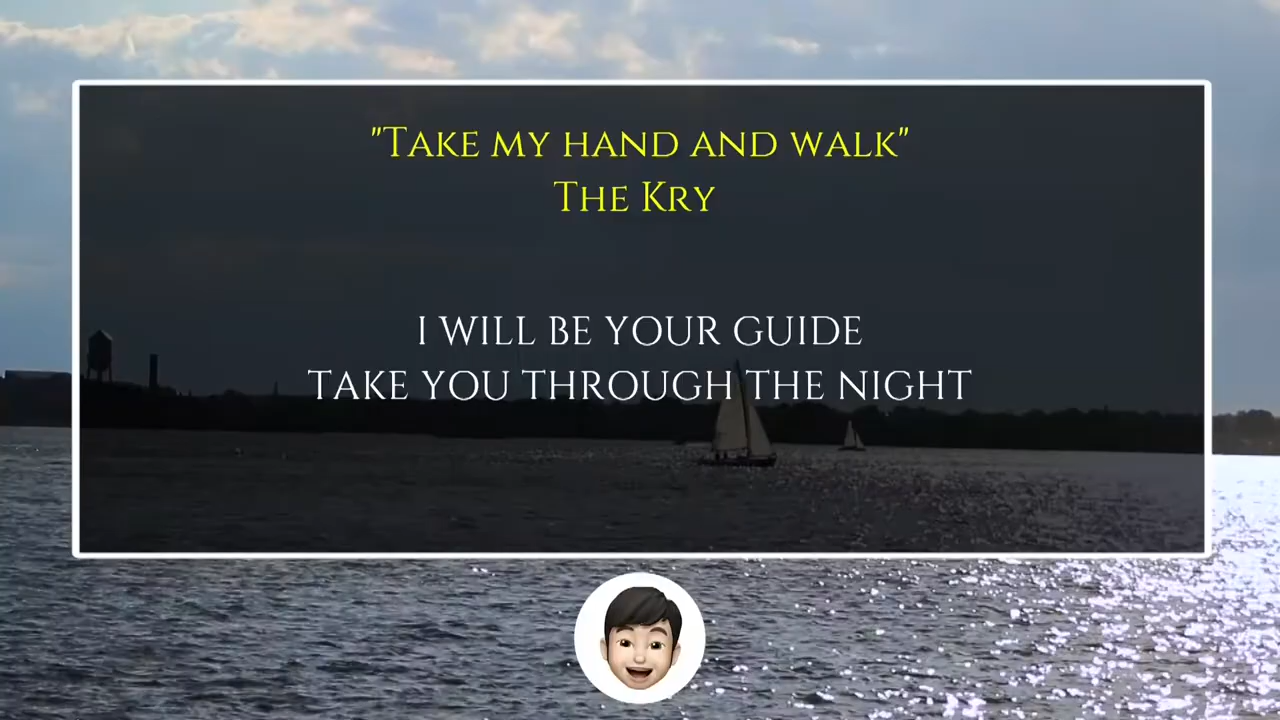 "Take my hand and walk"
The Kry
I WILL BE YOUR GUIDE
TAKE YOU THROUGH THE NIGHT